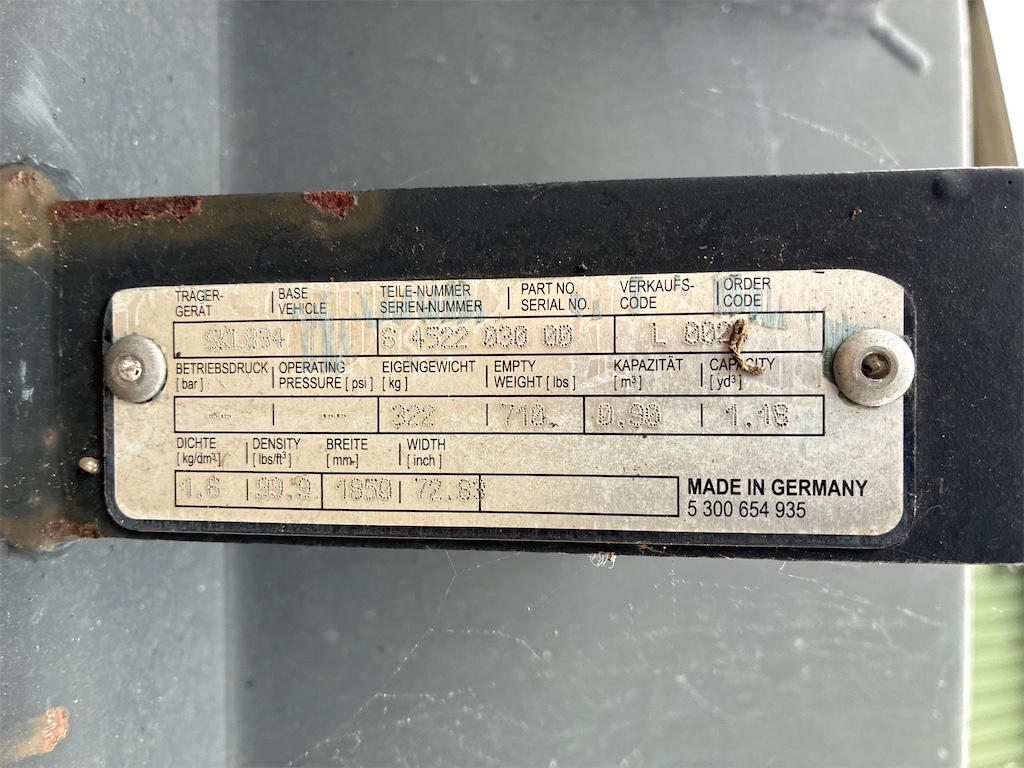 TRÄGER- | BASE TEILE-NUMMER | PART NO. VERKAUFS- | ORDER
GERÄT VEHICLE SERIEN-NUMMER SERIAL NO. CODE CODE
SKL834 6 4522 030 00 L 002
BETRIEBSDRUCK | OPERATING EIGENGEWICHT | EMPTY KAPAZITÄT | CAPACITY
[ bar] PRESSURE [ psi ] [kg] WEIGHT [ lbs] [ m³] [ yd³ ]
-- | -- 322 | 710 0.90 | 1.18
DICHTE | DENSITY BREITE | WIDTH
[kg/dm³] [lbs/ft³ ] [ mm ] [ inch ]
1.6 | 99.9 1850 | 72.83
MADE IN GERMANY
5 300 654 935